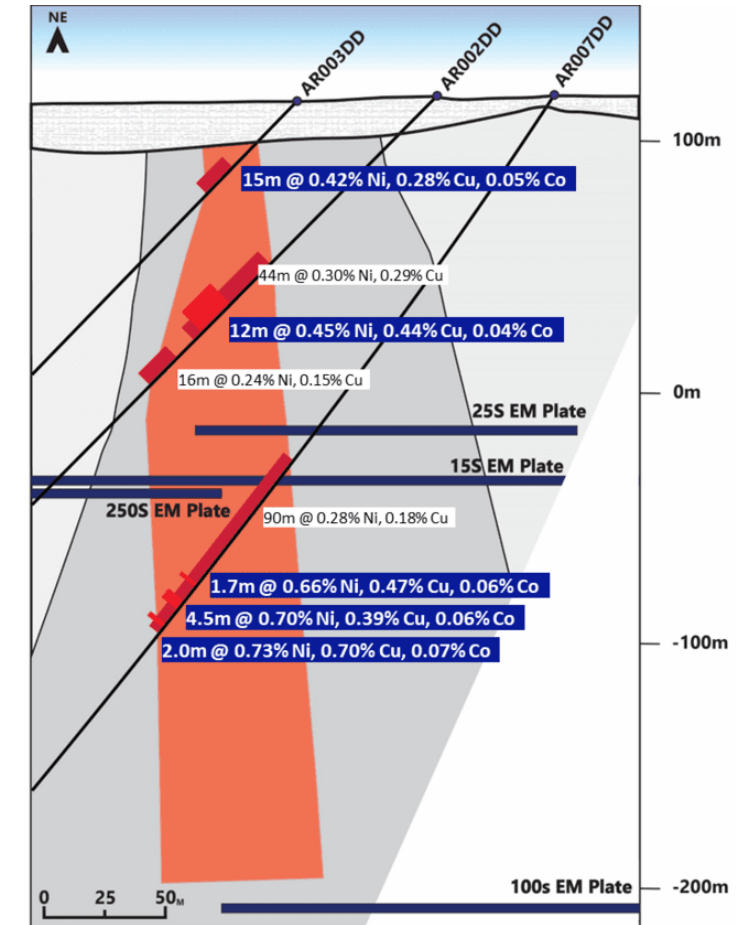 NE
AR003DD
AR002DD
AR007DD
100m
15m @ 0.42% Ni, 0.28% Cu, 0.05% Co
44m @ 0.30% Ni, 0.29% Cu
12m @ 0.45% Ni, 0.44% Cu, 0.04% Co
16m @ 0.24% Ni, 0.15% Cu
0m
25S EM Plate
15S EM Plate
250S EM Plate
90m @ 0.28% Ni, 0.18% Cu
1.7m @ 0.66% Ni, 0.47% Cu, 0.06% Co
4.5m @ 0.70% Ni, 0.39% Cu, 0.06% Co
2.0m @ 0.73% Ni, 0.70% Cu, 0.07% Co
-100m
100s EM Plate
-200m
0 25 50M